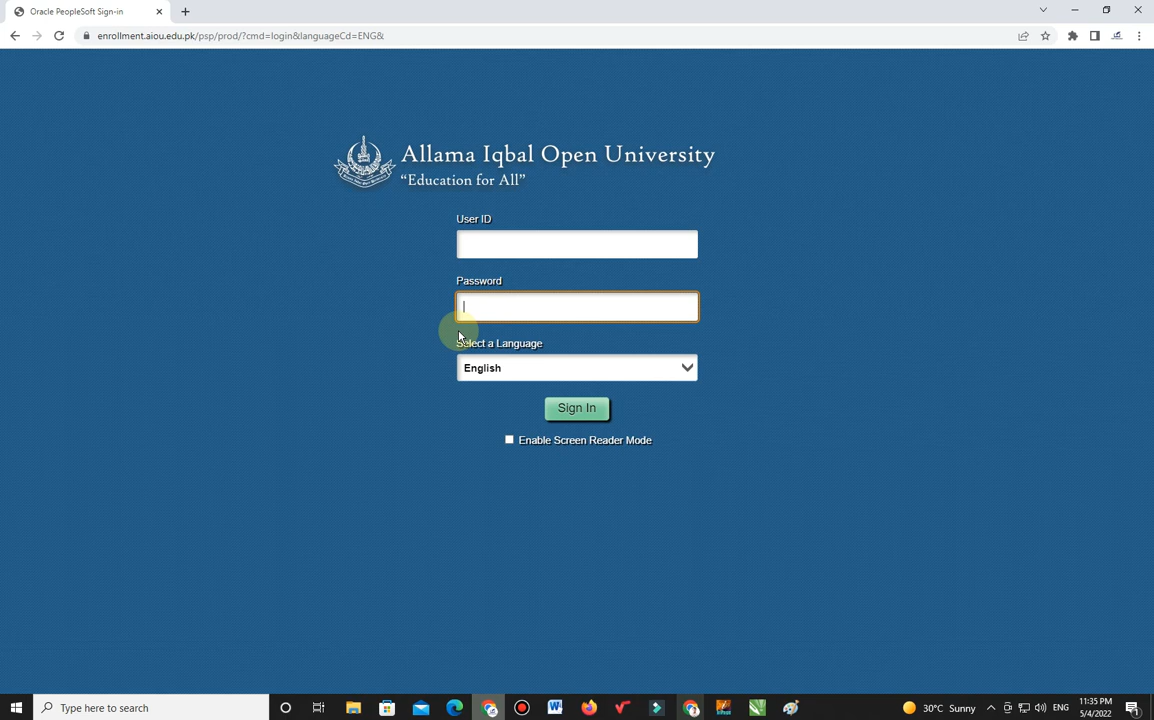 Oracle PeopleSoft Sign-in
enrollment.aiou.edu.pk/psp/prod/?cmd=login&languageCd=ENG&
Allama Iqbal Open University
“Education for All”
User ID
Password
Select a Language
English
Sign In
Enable Screen Reader Mode
Type here to search
30°C Sunny
ENG
11:35 PM
5/4/2022
1